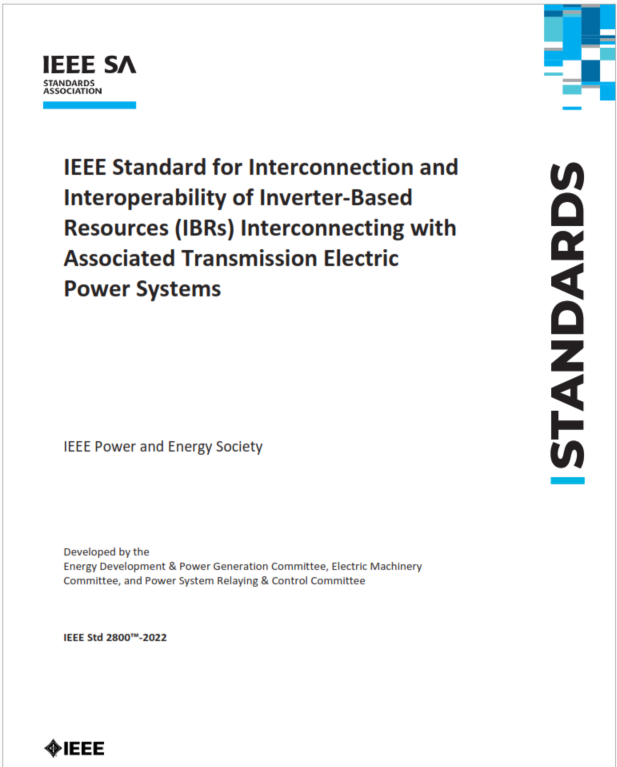 IEEE SA
STANDARDS
ASSOCIATION
IEEE Standard for Interconnection and
Interoperability of Inverter-Based
Resources (IBRs) Interconnecting with
Associated Transmission Electric
Power Systems
STANDARDS
IEEE Power and Energy Society
Developed by the
Energy Development & Power Generation Committee, Electric Machinery
Committee, and Power System Relaying & Control Committee
IEEE Std 2800™-2022
IEEE